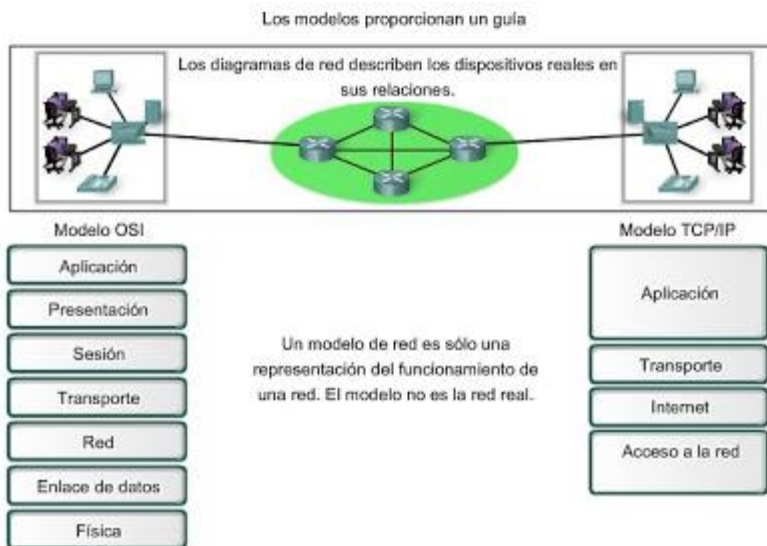 Los modelos proporcionan un guía
Los diagramas de red describen los dispositivos reales en
sus relaciones.
Modelo OSI
Aplicación
Presentación
Sesión
Transporte
Red
Enlace de datos
Física
Un modelo de red es sólo una
representación del funcionamiento de
una red. El modelo no es la red real.
Modelo TCP/IP
Aplicación
Transporte
Internet
Acceso a la red